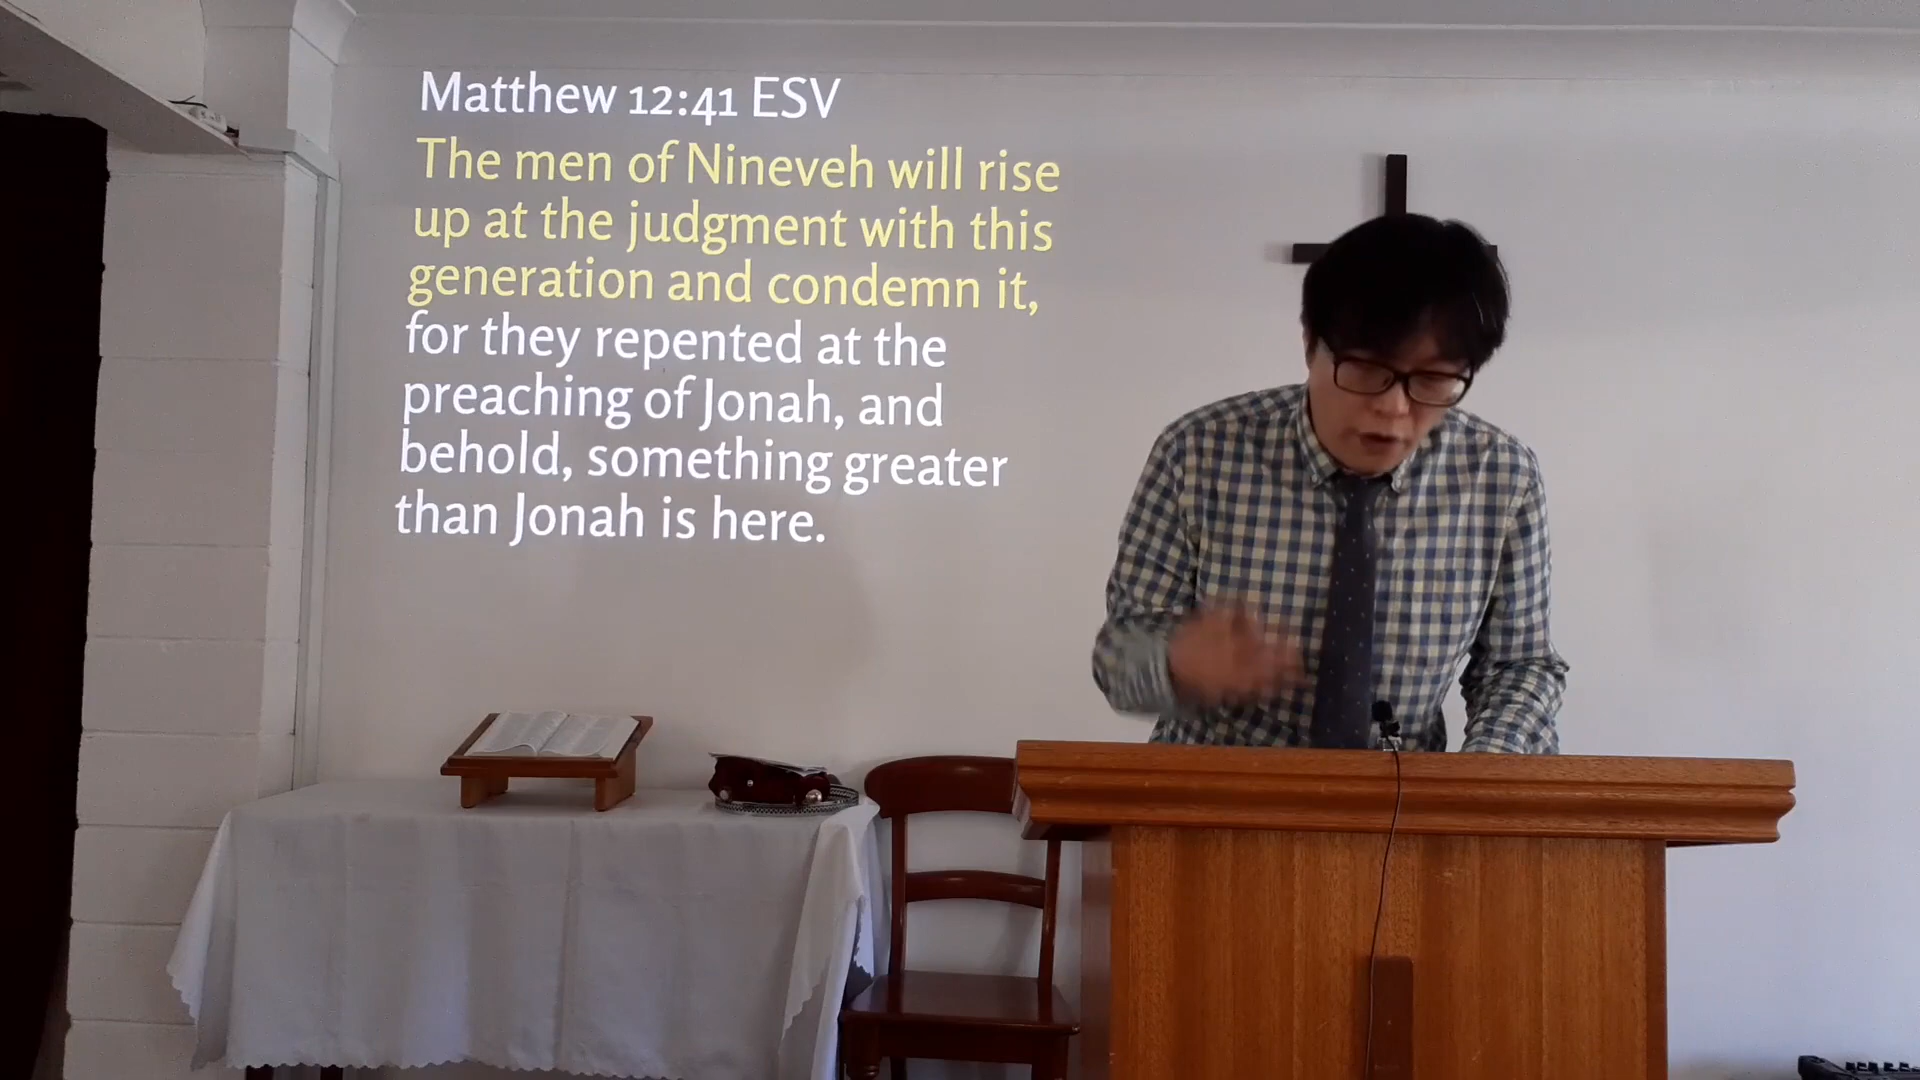 Matthew 12:41 ESV
The men of Nineveh will rise
up at the judgment with this
generation and condemn it,
for they repented at the
preaching of Jonah, and
behold, something greater
than Jonah is here.